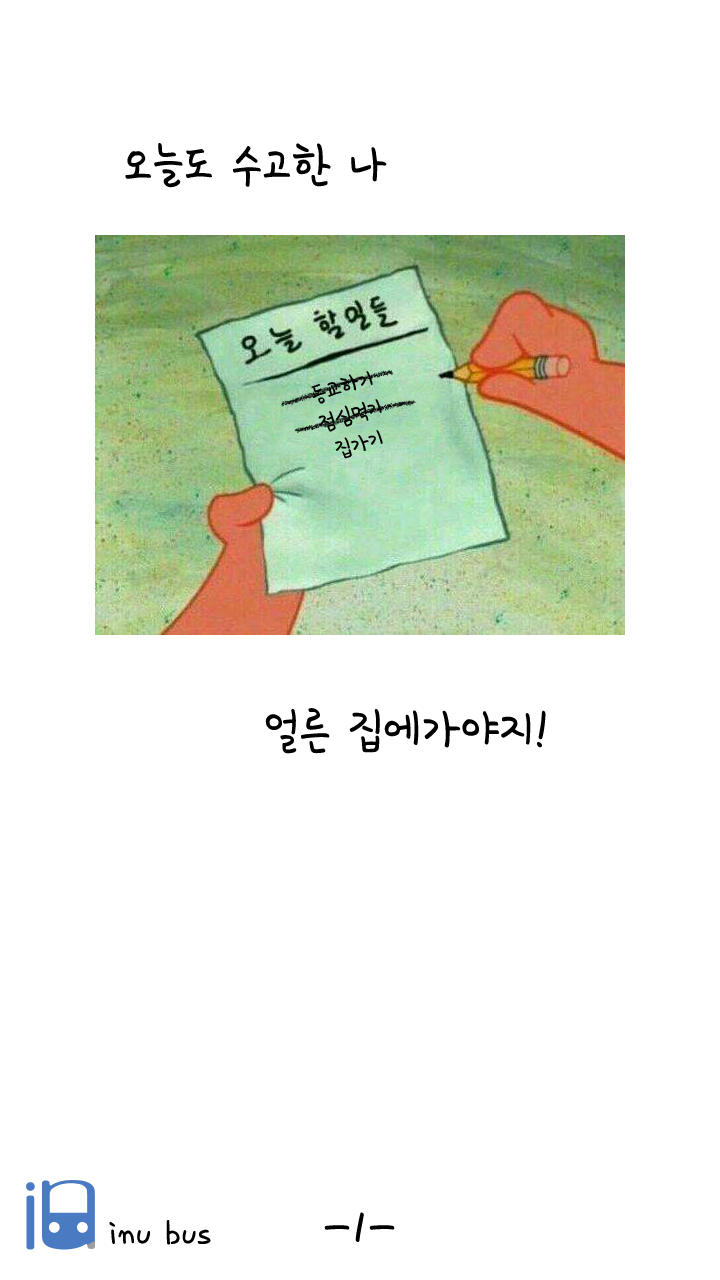 오늘도 수고한 나
오늘 할일들
등교하기
점심먹기
집가기
얼른 집에가야지!
inu bus
-1-